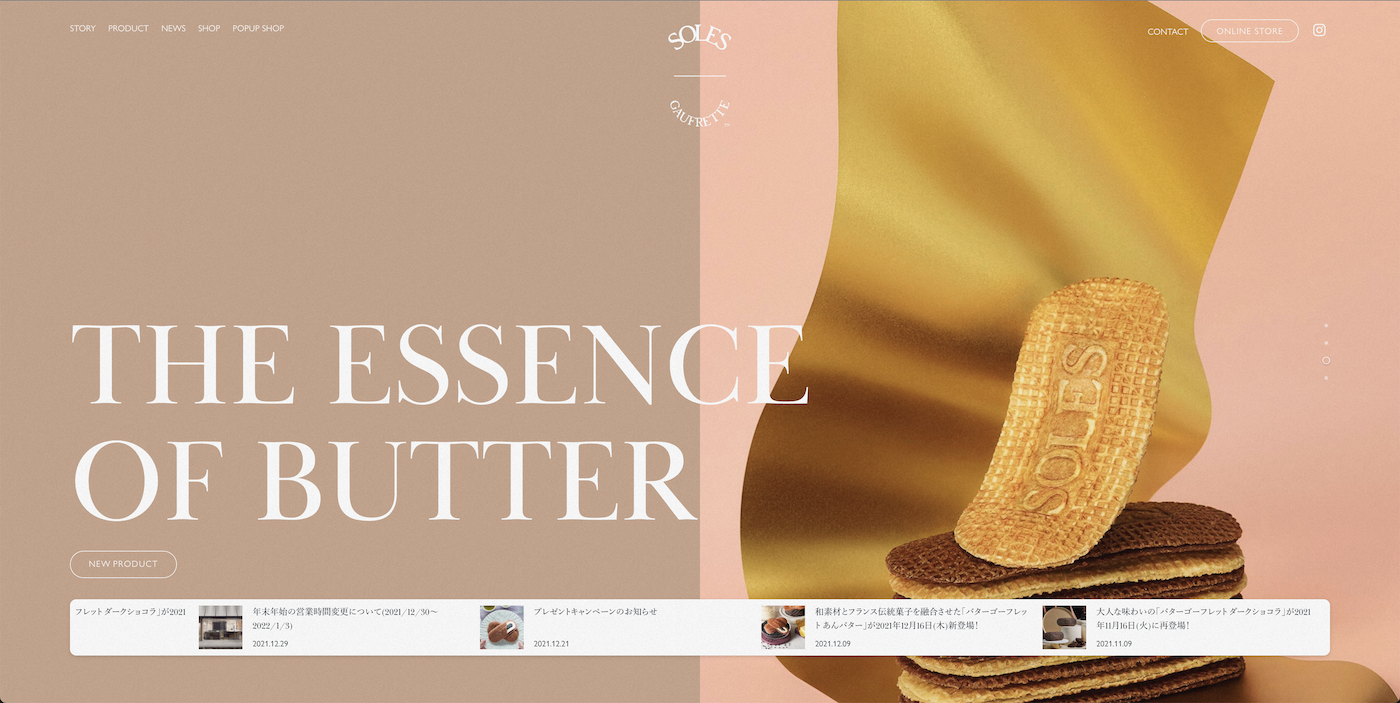 STORY PRODUCT NEWS SHOP POPUP SHOP
SOLES
GAUFRETTE
CONTACT ONLINE STORE
SOLES
THE ESSENCE
OF BUTTER
NEW PRODUCT
フレット ダークショコラ」が2021
年末年始の営業時間変更について(2021/12/30〜
2022/1/3)
2021.12.29
プレゼントキャンペーンのお知らせ
2021.12.21
和素材とフランス伝統菓子を融合させた「バターゴーフレッ
ト あんバター」が2021年12月16日(木)新登場!
2021.12.09
大人な味わいの「バターゴーフレット ダークショコラ」が2021
年11月16日(火)に再登場!
2021.11.09